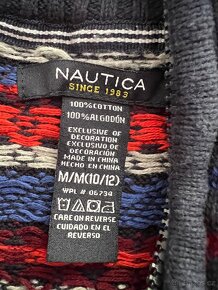 NAUTICA
SINCE 1983
100%COTTON
100%ALGODÓN
EXCLUSIVE OF
DECORATION
EXCLUSIVO DE
DECORACION
MADE IN CHINA
HECHO EN CHINA
M/M(10/12)
WPL # 06734
CARE ON REVERSE
CUIDADO EN EL
REVERSO